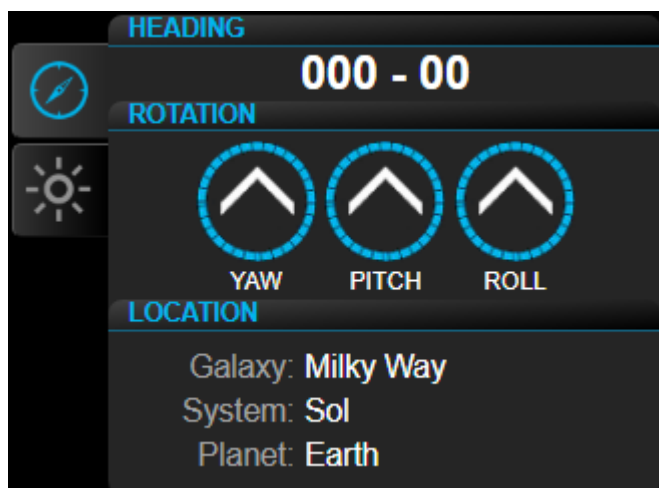 HEADING
000 - 00
ROTATION
YAW PITCH ROLL
LOCATION
Galaxy: Milky Way
System: Sol
Planet: Earth